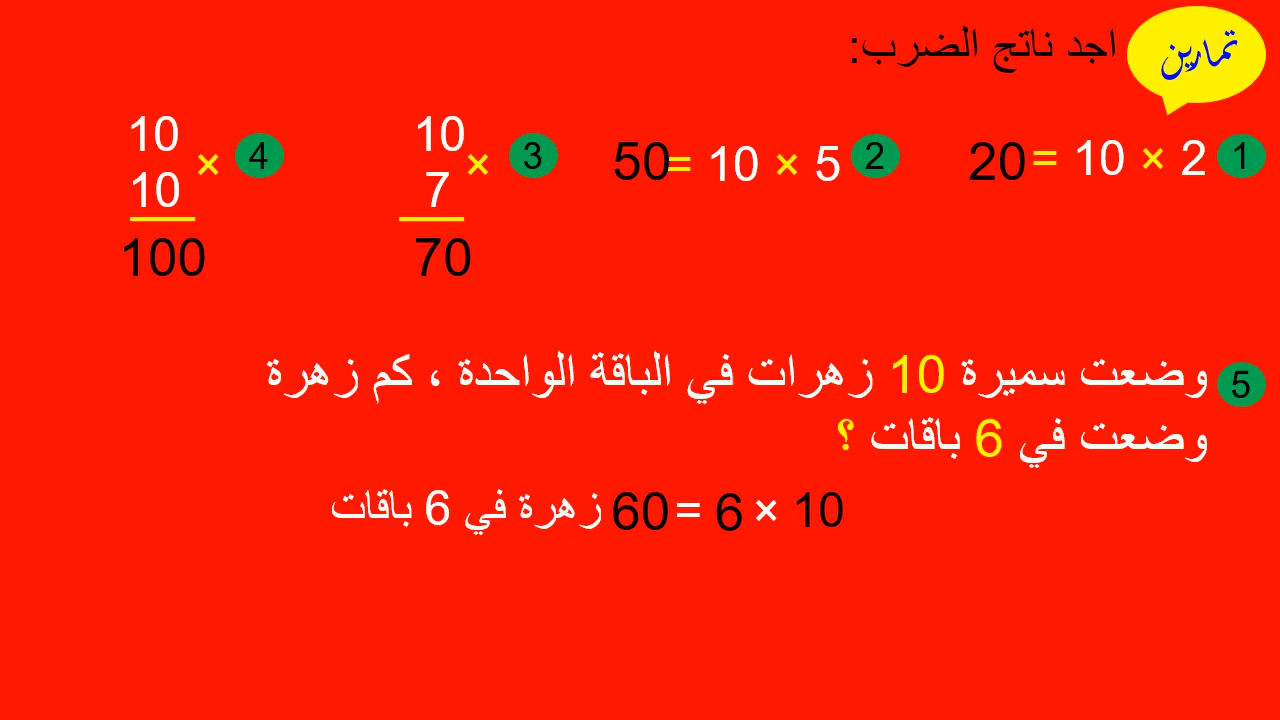 تمارين
اجد ناتج الضرب:
1 2 × 10 = 20
2 5 × 10 = 50
3 10
× 7
70
4 10
× 10
100
5 وضعت سميرة 10 زهرات في الباقة الواحدة ، كم زهرة
وضعت في 6 باقات ؟
10 × 6 = 60 زهرة في 6 باقات